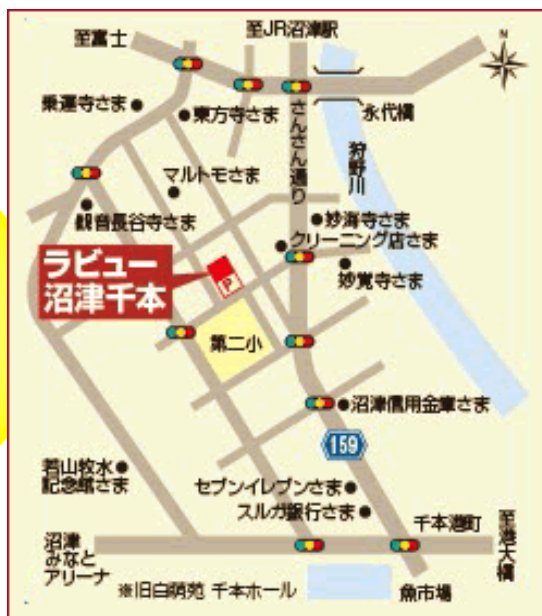 至JR沼津駅
至富士
N
乗運寺さま
東方寺さま
永代橋
さんさん通り
狩野川
マルトモさま
観音長谷寺さま
妙海寺さま
クリーニング店さま
妙覚寺さま
ラビュー
沼津千本
P
第二小
沼津信用金庫さま
159
若山牧水
記念館さま
セブンイレブンさま
スルガ銀行さま
千本港町
至港大橋
沼津
みなと
アリーナ
※旧白萌苑 千本ホール
魚市場